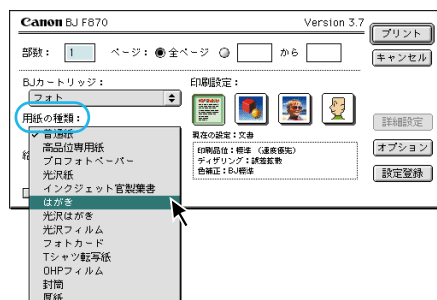 Canon BJ F870 Version 3.7
プリント
部数： 1 ページ： 全ページ から
キャンセル
BJカートリッジ： 印刷設定：
フォト
用紙の種類：
詳細設定
✓普通紙
現在の設定：文書
高品位専用紙
印刷品位：標準 （速度優先）
オプション
プロフォトペーパー
ディザリング：誤差拡散
給
光沢紙
色補正：BJ標準
設定登録
インクジェット官製葉書
はがき
光沢はがき
光沢フィルム
フォトカード
Tシャツ転写紙
OHPフィルム
封筒
厚紙